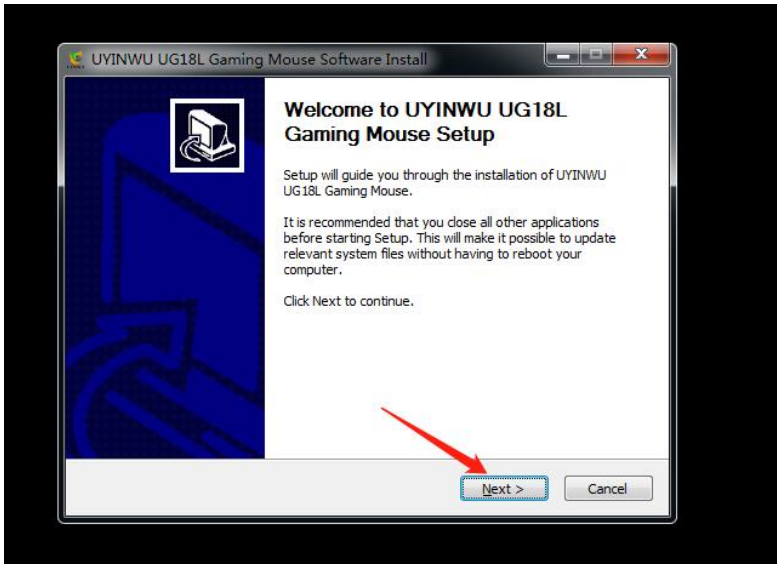 UYINWU UG18L Gaming Mouse Software Install
Welcome to UYINWU UG18L
Gaming Mouse Setup
Setup will guide you through the installation of UYINWU
UG18L Gaming Mouse.
It is recommended that you close all other applications
before starting Setup. This will make it possible to update
relevant system files without having to reboot your
computer.
Click Next to continue.
Next >
Cancel